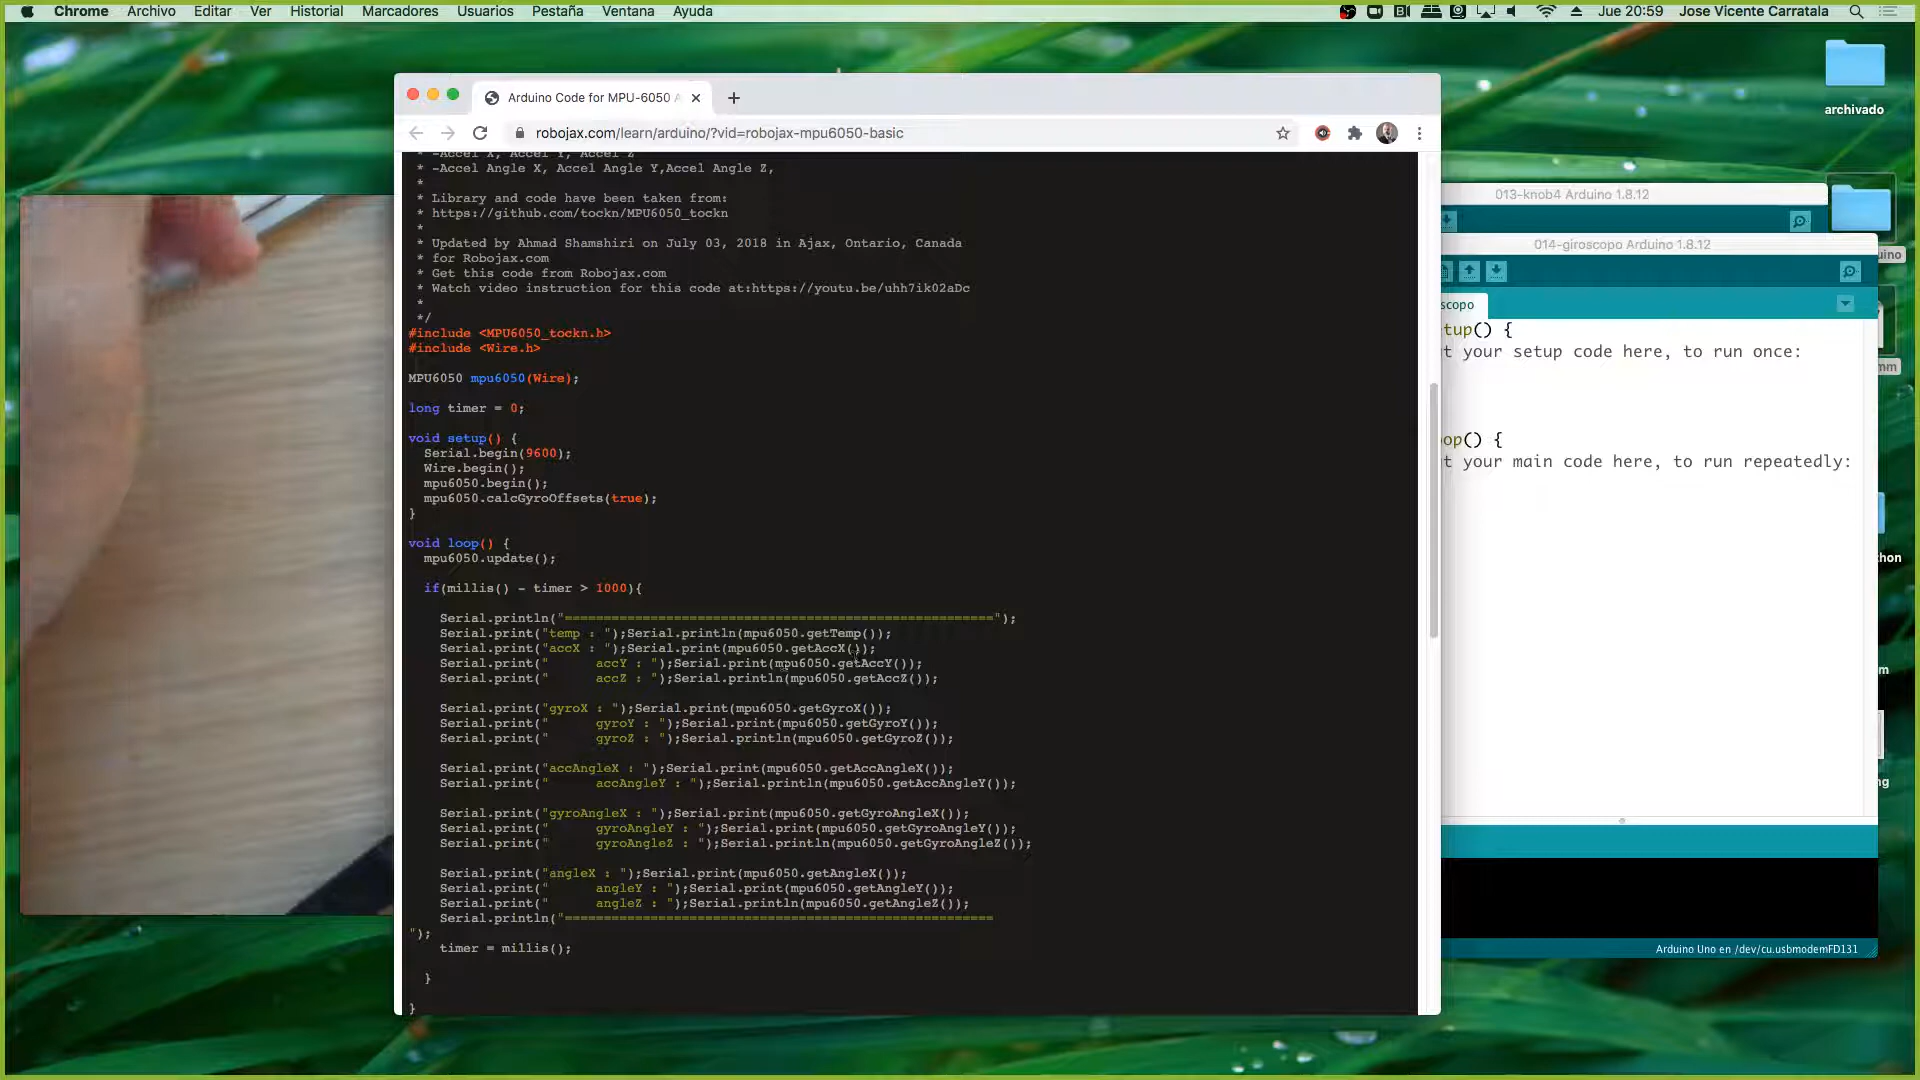 Chrome Archivo Editar Ver Historial Marcadores Usuarios Pestaña Ventana Ayuda
Jue 20:59 Jose Vicente Carratala
archivado
Arduino Code for MPU-6050 A
robojax.com/learn/arduino/?vid=robojax-mpu6050-basic
* -Accel X, Accel Y, Accel Z
* -Accel Angle X, Accel Angle Y,Accel Angle Z,
*
* Library and code have been taken from:
* https://github.com/tockn/MPU6050_tockn
*
* Updated by Ahmad Shamshiri on July 03, 2018 in Ajax, Ontario, Canada
* for Robojax.com
* Get this code from Robojax.com
* Watch video instruction for this code at:https://youtu.be/uhh7ik02aDc
*
*/
#include <MPU6050_tockn.h>
#include <Wire.h>
MPU6050 mpu6050(Wire);
long timer = 0;
void setup() {
Serial.begin(9600);
Wire.begin();
mpu6050.begin();
mpu6050.calcGyroOffsets(true);
}
void loop() {
mpu6050.update();
if(millis() - timer > 1000){
Serial.println("=======================================================");
Serial.print("temp : ");Serial.println(mpu6050.getTemp());
Serial.print("accX : ");Serial.print(mpu6050.getAccX());
Serial.print("      accY : ");Serial.print(mpu6050.getAccY());
Serial.print("      accZ : ");Serial.println(mpu6050.getAccZ());
Serial.print("gyroX : ");Serial.print(mpu6050.getGyroX());
Serial.print("      gyroY : ");Serial.print(mpu6050.getGyroY());
Serial.print("      gyroZ : ");Serial.println(mpu6050.getGyroZ());
Serial.print("accAngleX : ");Serial.print(mpu6050.getAccAngleX());
Serial.print("      accAngleY : ");Serial.println(mpu6050.getAccAngleY());
Serial.print("gyroAngleX : ");Serial.print(mpu6050.getGyroAngleX());
Serial.print("      gyroAngleY : ");Serial.print(mpu6050.getGyroAngleY());
Serial.print("      gyroAngleZ : ");Serial.println(mpu6050.getGyroAngleZ());
Serial.print("angleX : ");Serial.print(mpu6050.getAngleX());
Serial.print("      angleY : ");Serial.print(mpu6050.getAngleY());
Serial.print("      angleZ : ");Serial.println(mpu6050.getAngleZ());
Serial.println("=======================================================
");
timer = millis();
}
}
013-knob4 Arduino 1.8.12
014-giroscopo Arduino 1.8.12
scopo
tup() {
t your setup code here, to run once:
op() {
t your main code here, to run repeatedly:
Arduino Uno en /dev/cu.usbmodemFD131
uino
mm
hon
m
ng